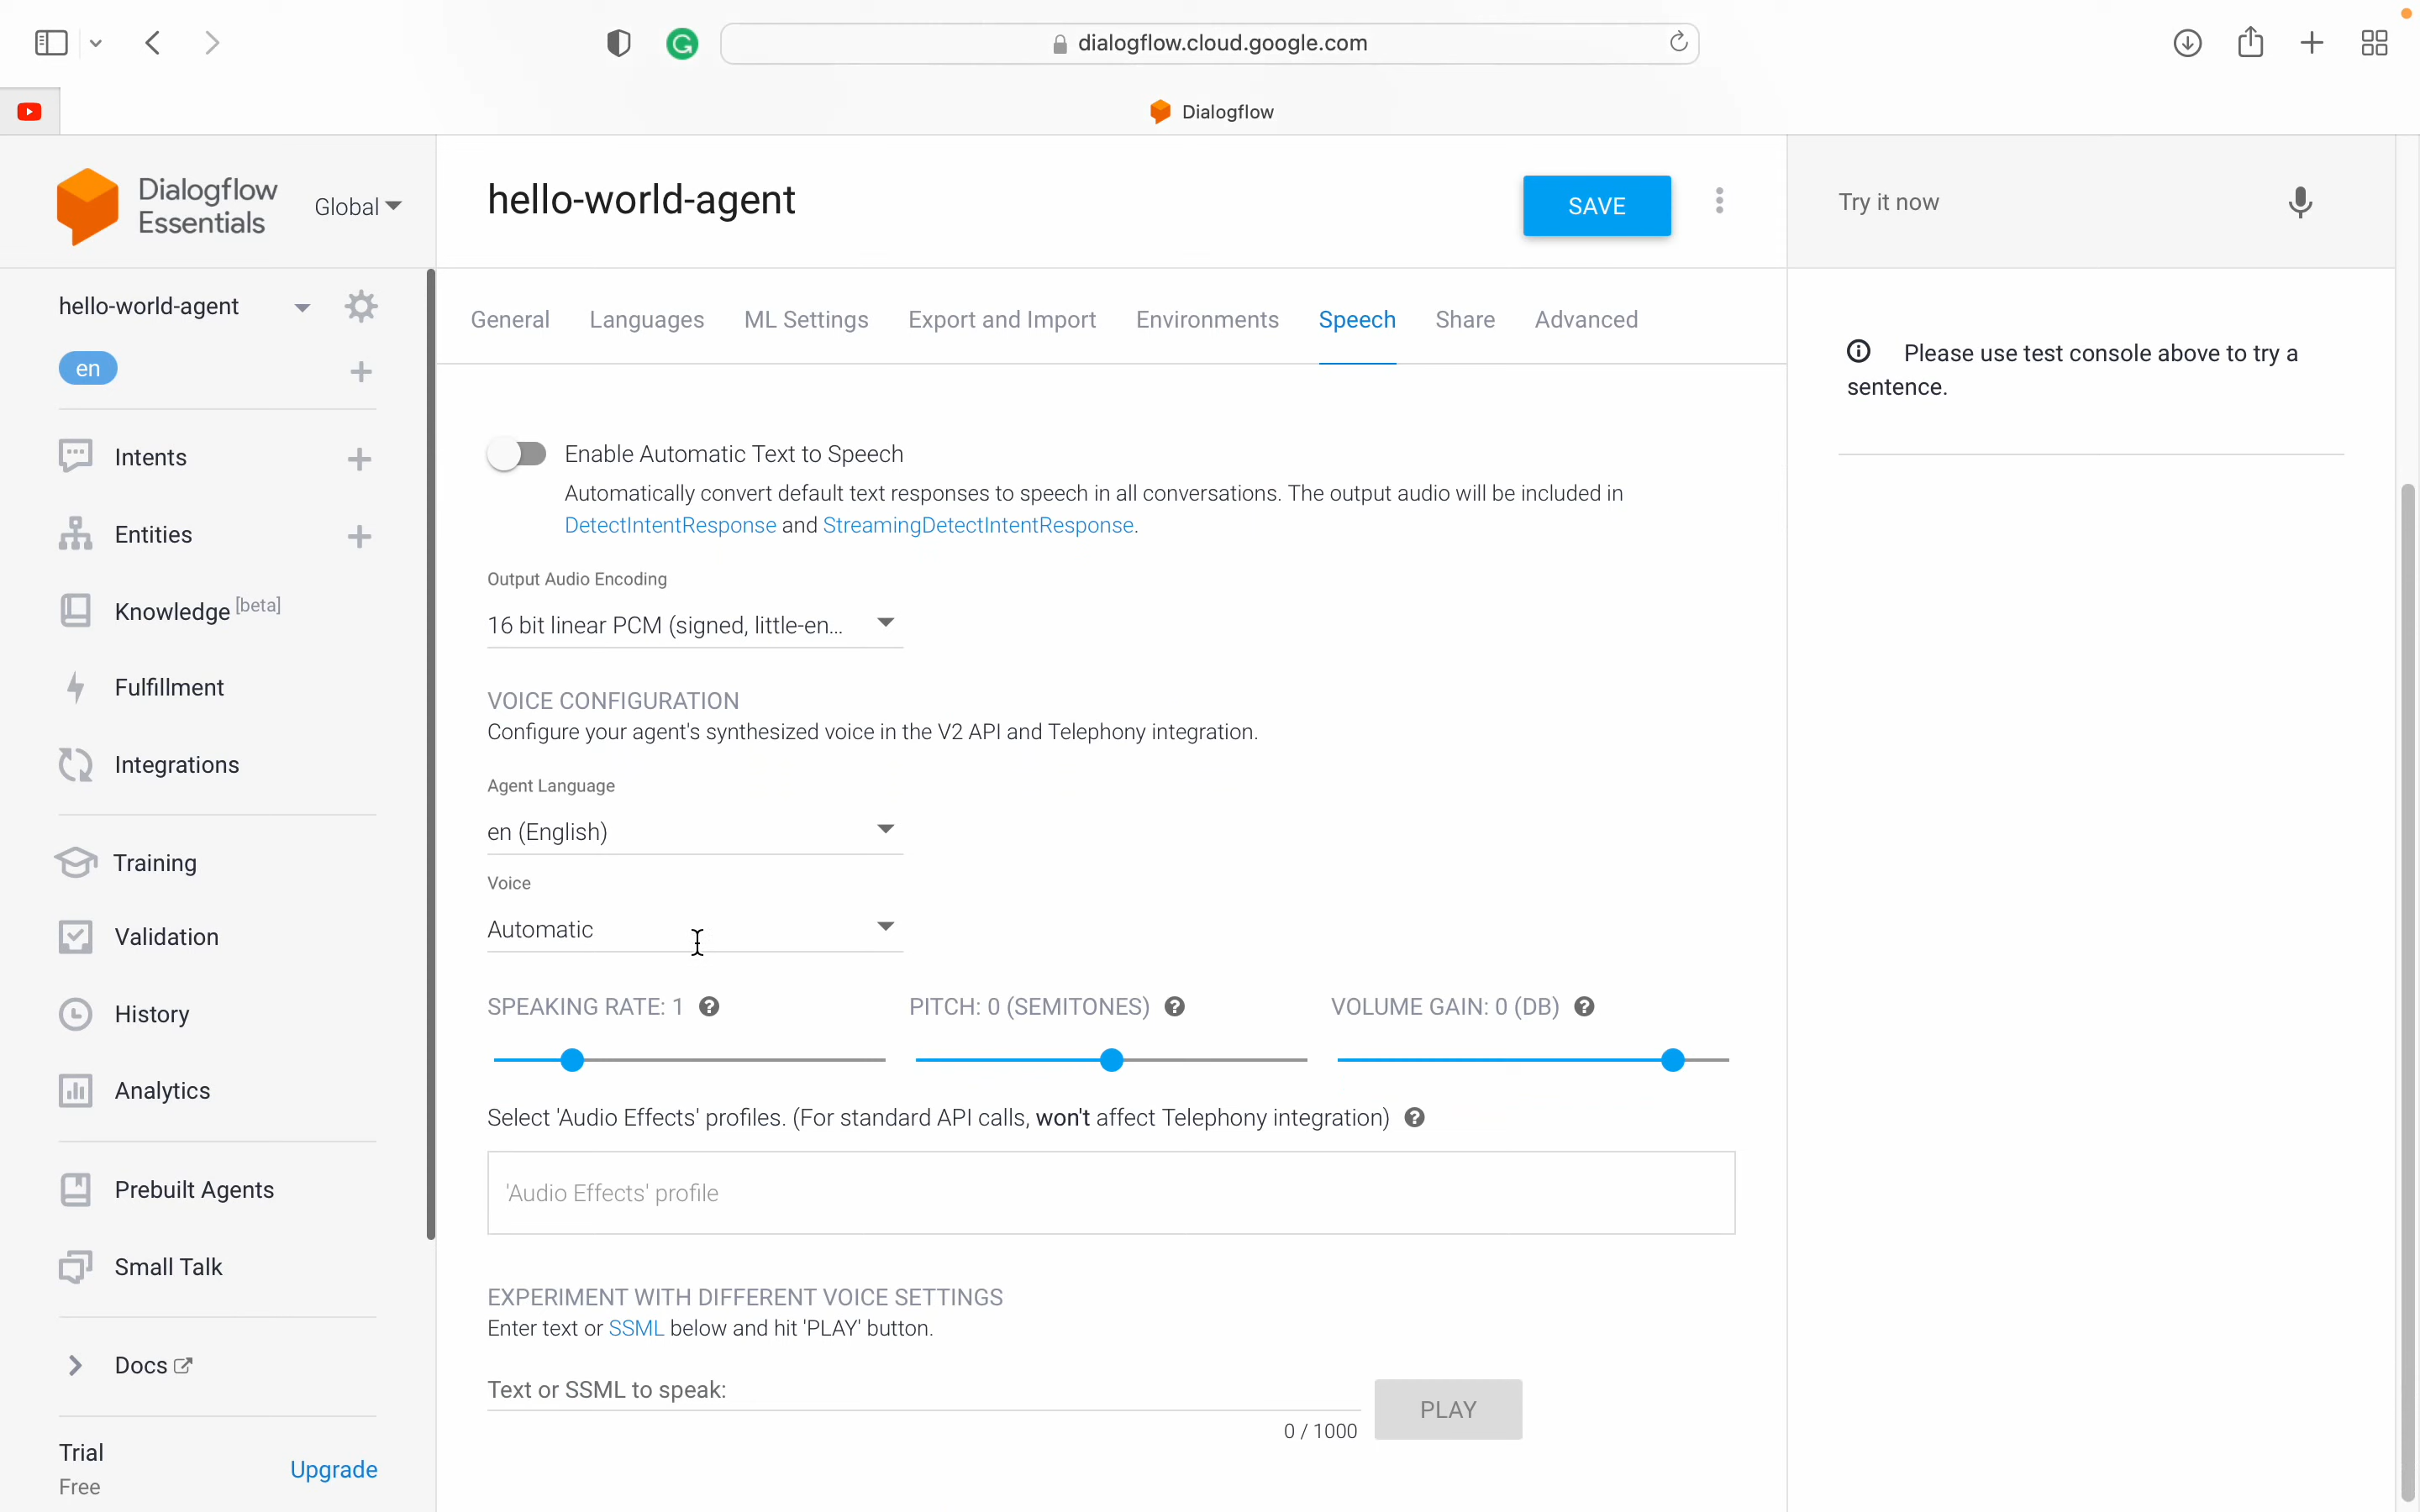 dialogflow.cloud.google.com
Dialogflow
Dialogflow
Essentials
Global
hello-world-agent
SAVE
Try it now
hello-world-agent
en
General Languages ML Settings Export and Import Environments Speech Share Advanced
Please use test console above to try a
sentence.
Intents
Entities
Knowledge [beta]
Fulfillment
Integrations
Training
Validation
History
Analytics
Prebuilt Agents
Small Talk
Docs
Trial
Free
Upgrade
Enable Automatic Text to Speech
Automatically convert default text responses to speech in all conversations. The output audio will be included in
DetectIntentResponse and StreamingDetectIntentResponse.
Output Audio Encoding
16 bit linear PCM (signed, little-en...
VOICE CONFIGURATION
Configure your agent's synthesized voice in the V2 API and Telephony integration.
Agent Language
en (English)
Voice
Automatic
SPEAKING RATE: 1 PITCH: 0 (SEMITONES) VOLUME GAIN: 0 (DB)
Select 'Audio Effects' profiles. (For standard API calls, won't affect Telephony integration)
'Audio Effects' profile
EXPERIMENT WITH DIFFERENT VOICE SETTINGS
Enter text or SSML below and hit 'PLAY' button.
Text or SSML to speak:
PLAY
0 / 1000